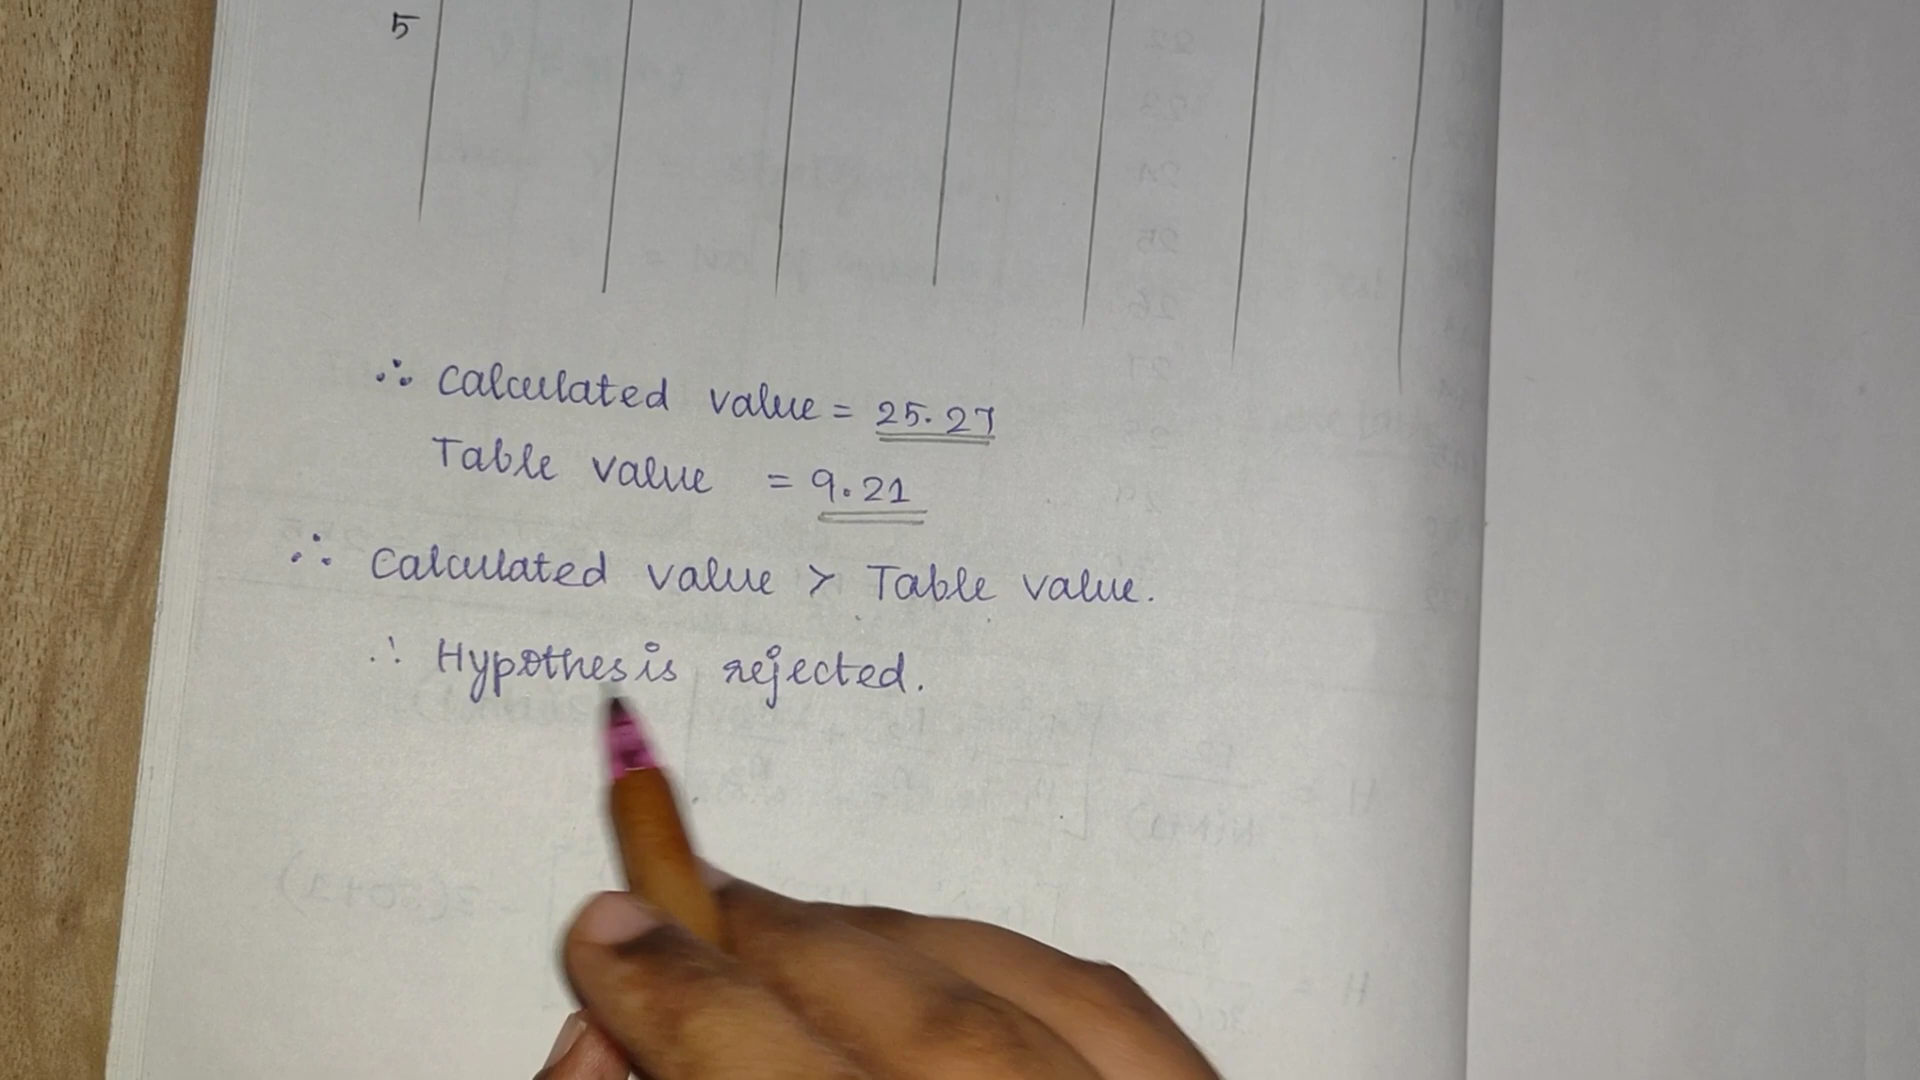 5
∴ Calculated value = 25.27
Table value = 9.21
∴ Calculated value > Table value.
∴ Hypothesis rejected.